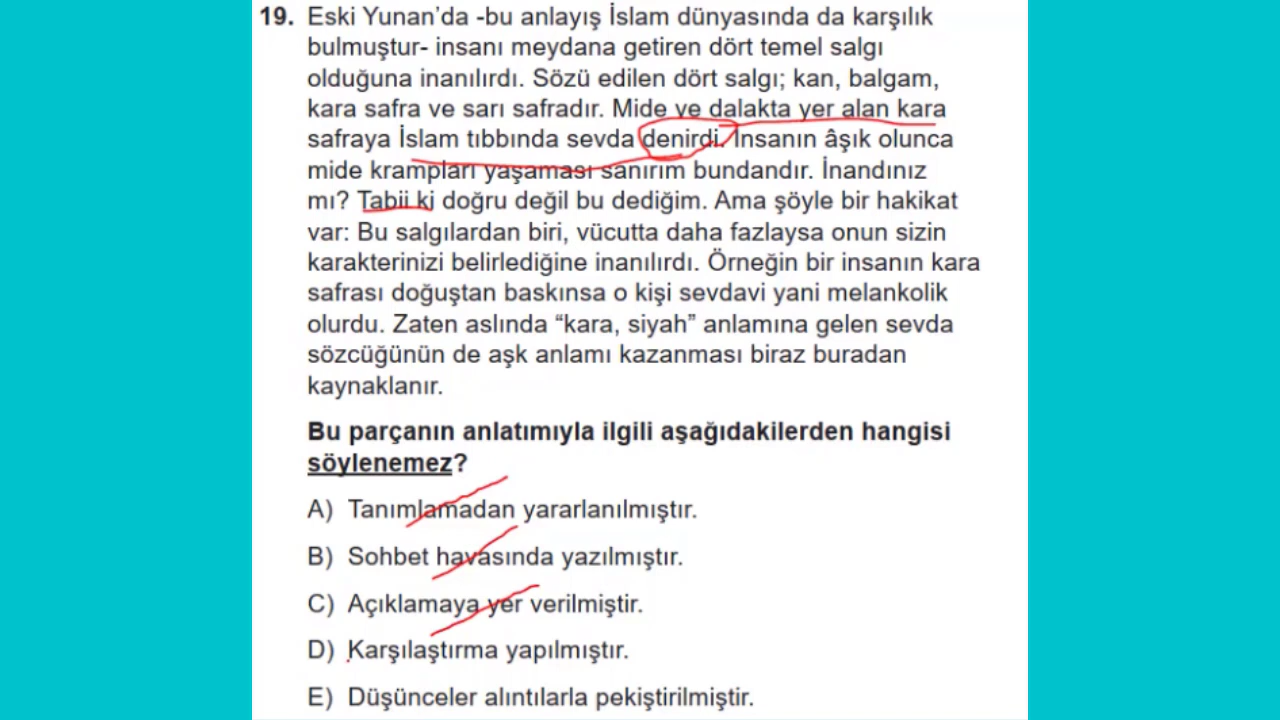 19. Eski Yunan’da -bu anlayış İslam dünyasında da karşılık
bulmuştur- insanı meydana getiren dört temel salgı
olduğuna inanılırdı. Sözü edilen dört salgı; kan, balgam,
kara safra ve sarı safradır. Mide ve dalakta yer alan kara
safraya İslam tıbbında sevda denirdi. İnsanın âşık olunca
mide krampları yaşaması sanırım bundandır. İnandınız
mı? Tabii ki doğru değil bu dediğim. Ama şöyle bir hakikat
var: Bu salgılardan biri, vücutta daha fazlaysa onun sizin
karakterinizi belirlediğine inanılırdı. Örneğin bir insanın kara
safrası doğuştan baskınsa o kişi sevdavi yani melankolik
olurdu. Zaten aslında “kara, siyah” anlamına gelen sevda
sözcüğünün de aşk anlamı kazanması biraz buradan
kaynaklanır.
Bu parçanın anlatımıyla ilgili aşağıdakilerden hangisi
söylenemez?
A) Tanımlamadan yararlanılmıştır.
B) Sohbet havasında yazılmıştır.
C) Açıklamaya yer verilmiştir.
D) Karşılaştırma yapılmıştır.
E) Düşünceler alıntılarla pekiştirilmiştir.